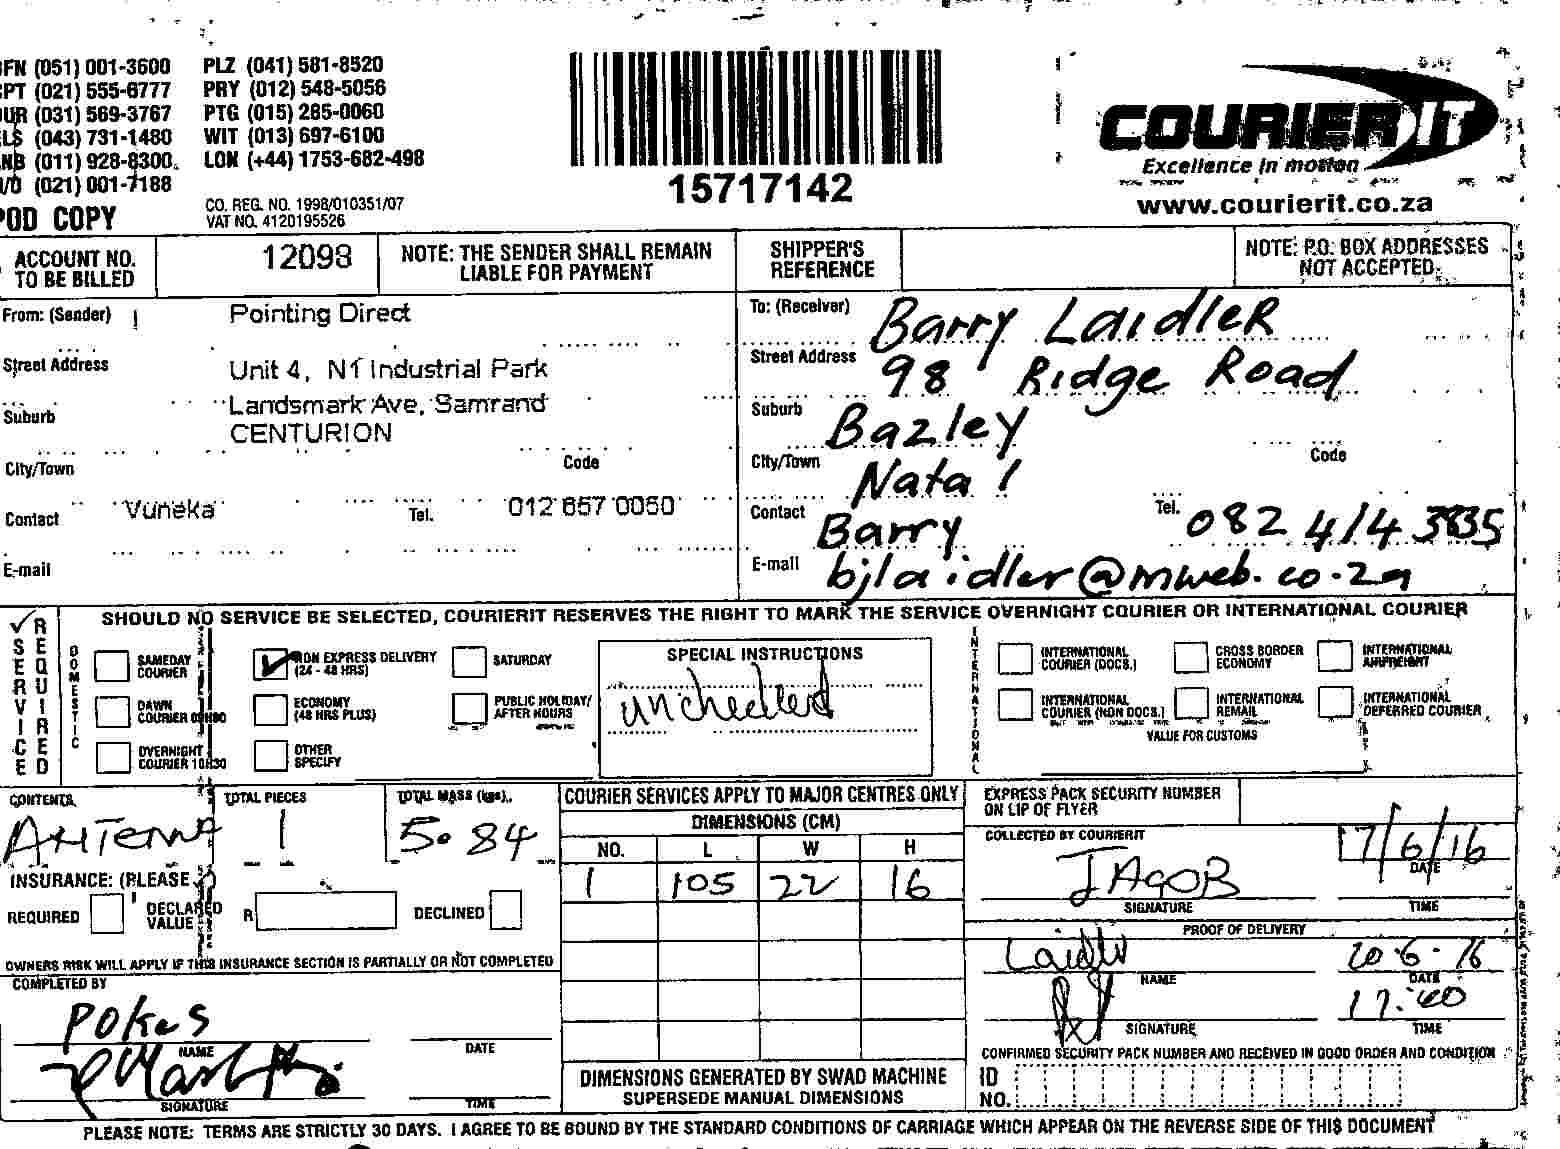 BFN (051) 001-3600 PLZ (041) 581-8520
CPT (021) 555-6777 PRY (012) 548-5056
DUR (031) 569-3767 PTG (015) 285-0060
ELS (043) 731-1480 WIT (013) 697-6100
JNB (011) 928-8300 LON (+44) 1753-682-498
(021) 001-7188
POD COPY
CO. REG. NO. 1998/010351/07
VAT NO. 4120195526
15717142
COURIER IT
Excellence in motion
www.courierit.co.za
ACCOUNT NO. TO BE BILLED
12098
NOTE: THE SENDER SHALL REMAIN LIABLE FOR PAYMENT
SHIPPER'S REFERENCE
NOTE: P.O. BOX ADDRESSES NOT ACCEPTED
From: (Sender) Pointing Direct
Street Address Unit 4, N1 Industrial Park
Suburb Landsmark Ave, Samrand
CENTURION
City/Town Code
Contact Vuneka Tel. 012 657 0050
E-mail
To: (Receiver) Barry Laidler
Street Address 98 Ridge Road
Suburb Bazley
City/Town Natal Code
Contact Barry Tel. 082 414 3835
E-mail bjlaidler@mweb.co.za
SERVICE REQUIRED
SHOULD NO SERVICE BE SELECTED, COURIERIT RESERVES THE RIGHT TO MARK THE SERVICE OVERNIGHT COURIER OR INTERNATIONAL COURIER
DOMESTIC
SAMEDAY COURIER
DAWN COURIER
OVERNIGHT COURIER 10H30
NON EXPRESS DELIVERY (24 - 48 HRS)
ECONOMY (48 HRS PLUS)
OTHER SPECIFY
SATURDAY
PUBLIC HOLIDAY/ AFTER HOURS
SPECIAL INSTRUCTIONS
unchecked
INTERNATIONAL
INTERNATIONAL COURIER (DOCS.)
INTERNATIONAL COURIER (NON DOCS.)
CROSS BORDER ECONOMY
INTERNATIONAL REMAIL
INTERNATIONAL AIRFREIGHT
INTERNATIONAL DEFERRED COURIER
VALUE FOR CUSTOMS
CONTENTS Antenna
TOTAL PIECES 1
TOTAL MASS (kgs) 5.84
INSURANCE: (PLEASE
REQUIRED
DECLARED VALUE R
DECLINED
OWNERS RISK WILL APPLY IF THIS INSURANCE SECTION IS PARTIALLY OR NOT COMPLETED
COMPLETED BY
Pokes
NAME DATE
SIGNATURE TIME
COURIER SERVICES APPLY TO MAJOR CENTRES ONLY
DIMENSIONS (CM)
NO. L W H
1 105 22 16
DIMENSIONS GENERATED BY SWAD MACHINE SUPERSEDE MANUAL DIMENSIONS
EXPRESS PACK SECURITY NUMBER ON LIP OF FLYER
COLLECTED BY COURIERIT
JAGOB 17/6/16
DATE
SIGNATURE TIME
PROOF OF DELIVERY
Laidler 20-6-16
NAME DATE
17:40
SIGNATURE TIME
CONFIRMED SECURITY PACK NUMBER AND RECEIVED IN GOOD ORDER AND CONDITION
ID NO.
PLEASE NOTE: TERMS ARE STRICTLY 30 DAYS. I AGREE TO BE BOUND BY THE STANDARD CONDITIONS OF CARRIAGE WHICH APPEAR ON THE REVERSE SIDE OF THIS DOCUMENT